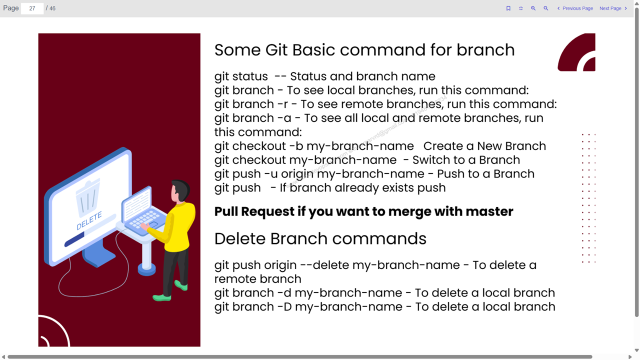 Page 27 / 46 Previous Page Next Page
Some Git Basic command for branch
git status -- Status and branch name
git branch - To see local branches, run this command:
git branch -r - To see remote branches, run this command:
git branch -a - To see all local and remote branches, run
this command:
git checkout -b my-branch-name Create a New Branch
git checkout my-branch-name - Switch to a Branch
git push -u origin my-branch-name - Push to a Branch
git push - If branch already exists push
Pull Request if you want to merge with master
Delete Branch commands
git push origin --delete my-branch-name - To delete a
remote branch
git branch -d my-branch-name - To delete a local branch
git branch -D my-branch-name - To delete a local branch
DELETE